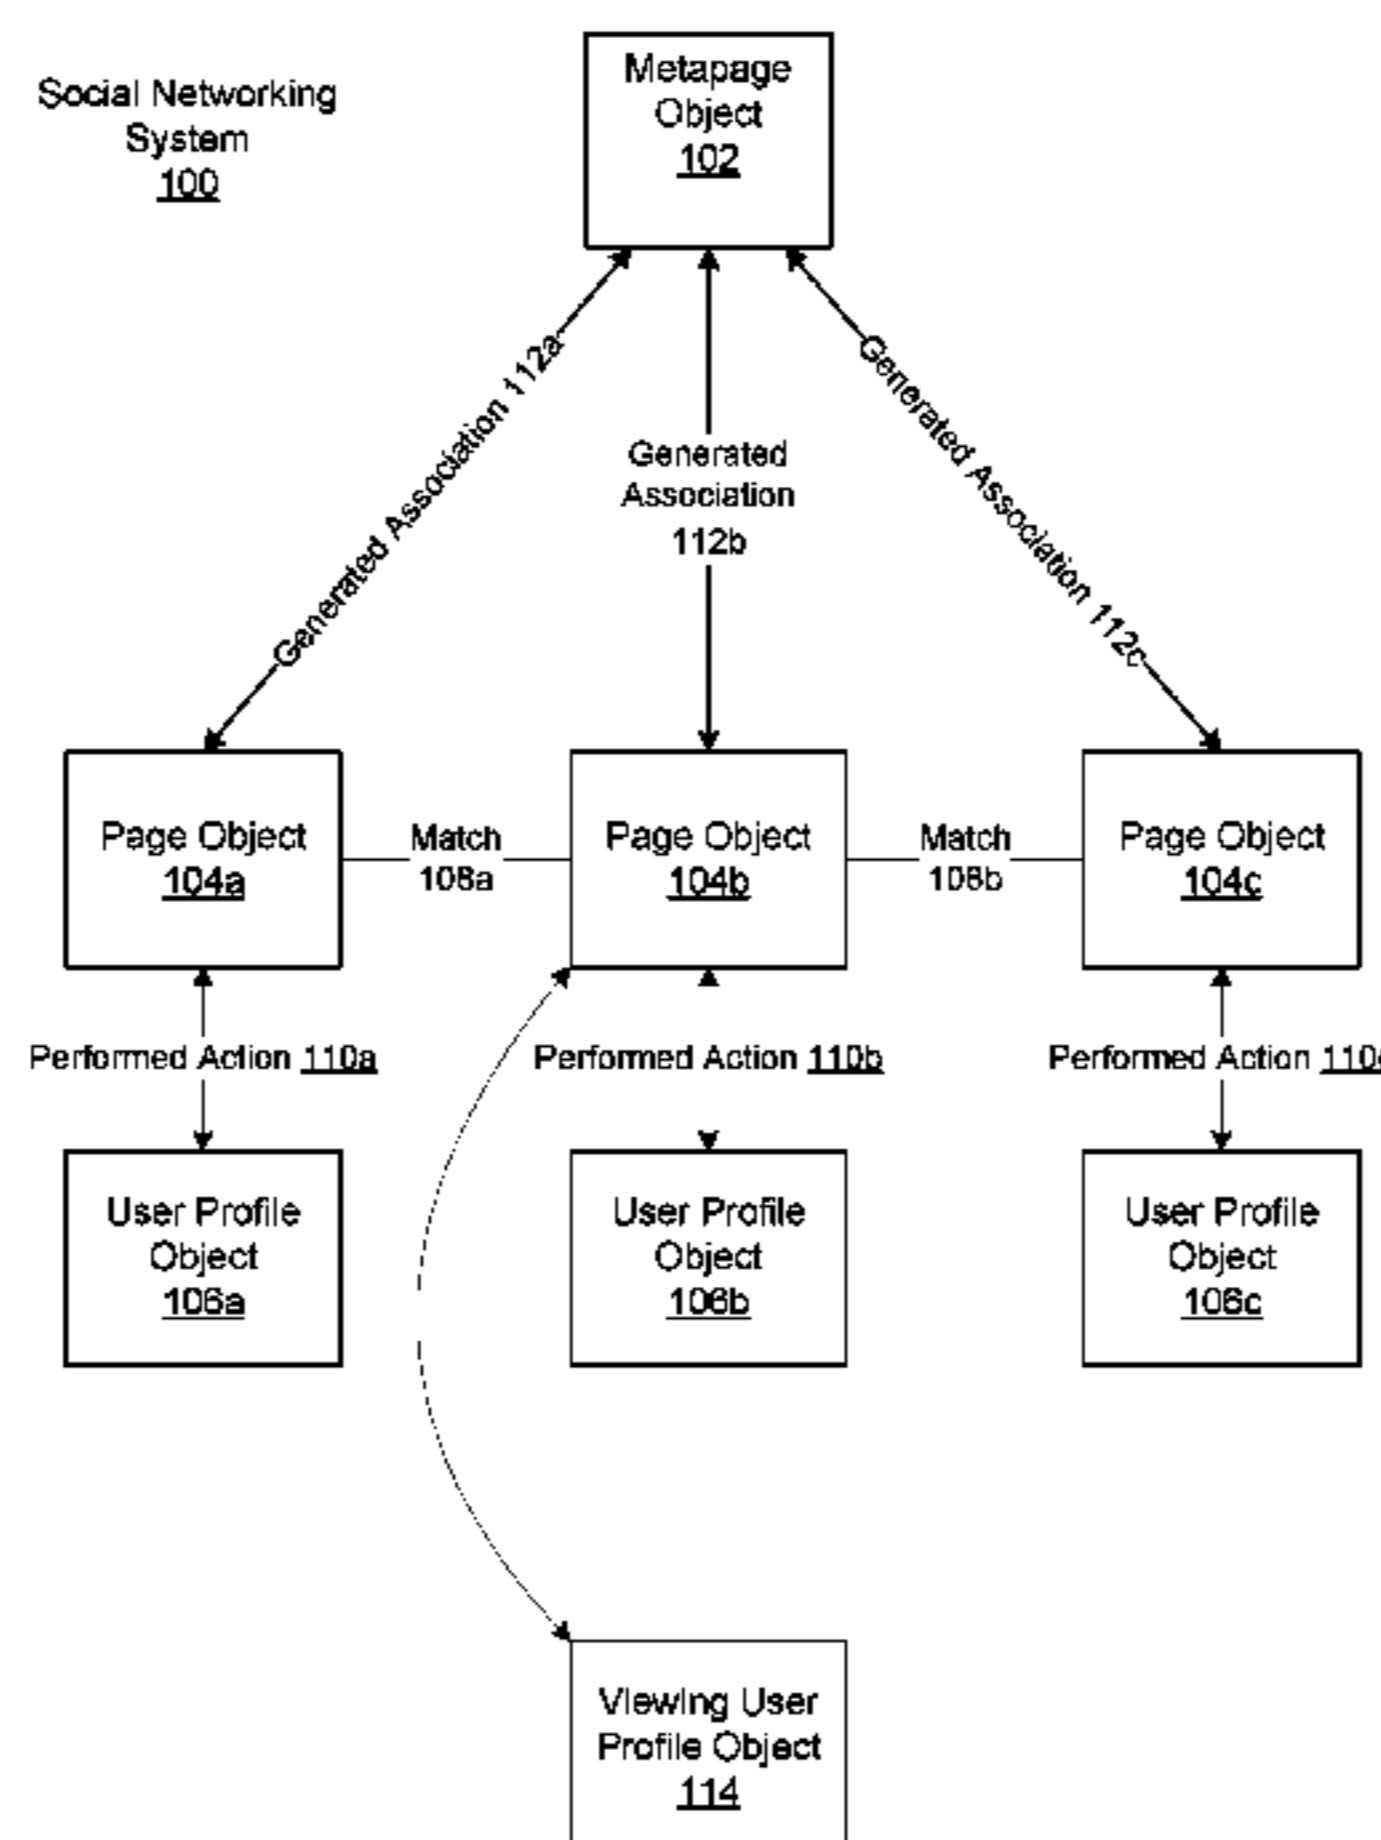 Social Networking
System
100
Metapage
Object
102
Generated Association 112a
Generated
Association
112b
Generated Association 112c
Page Object
104a
Match
108a
Page Object
104b
Match
108b
Page Object
104c
Performed Action 110a
Performed Action 110b
Performed Action 110c
User Profile
Object
106a
User Profile
Object
106b
User Profile
Object
106c
Viewing User
Profile Object
114